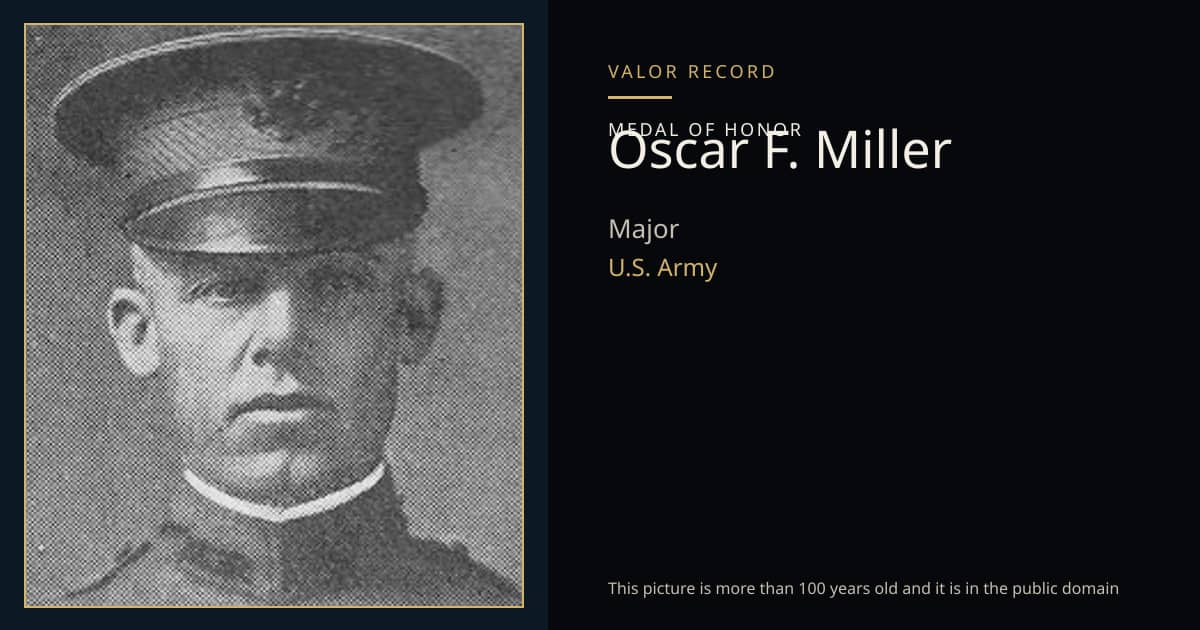 VALOR RECORD
MEDAL OF HONOR
Oscar F. Miller
Major
U.S. Army
This picture is more than 100 years old and it is in the public domain